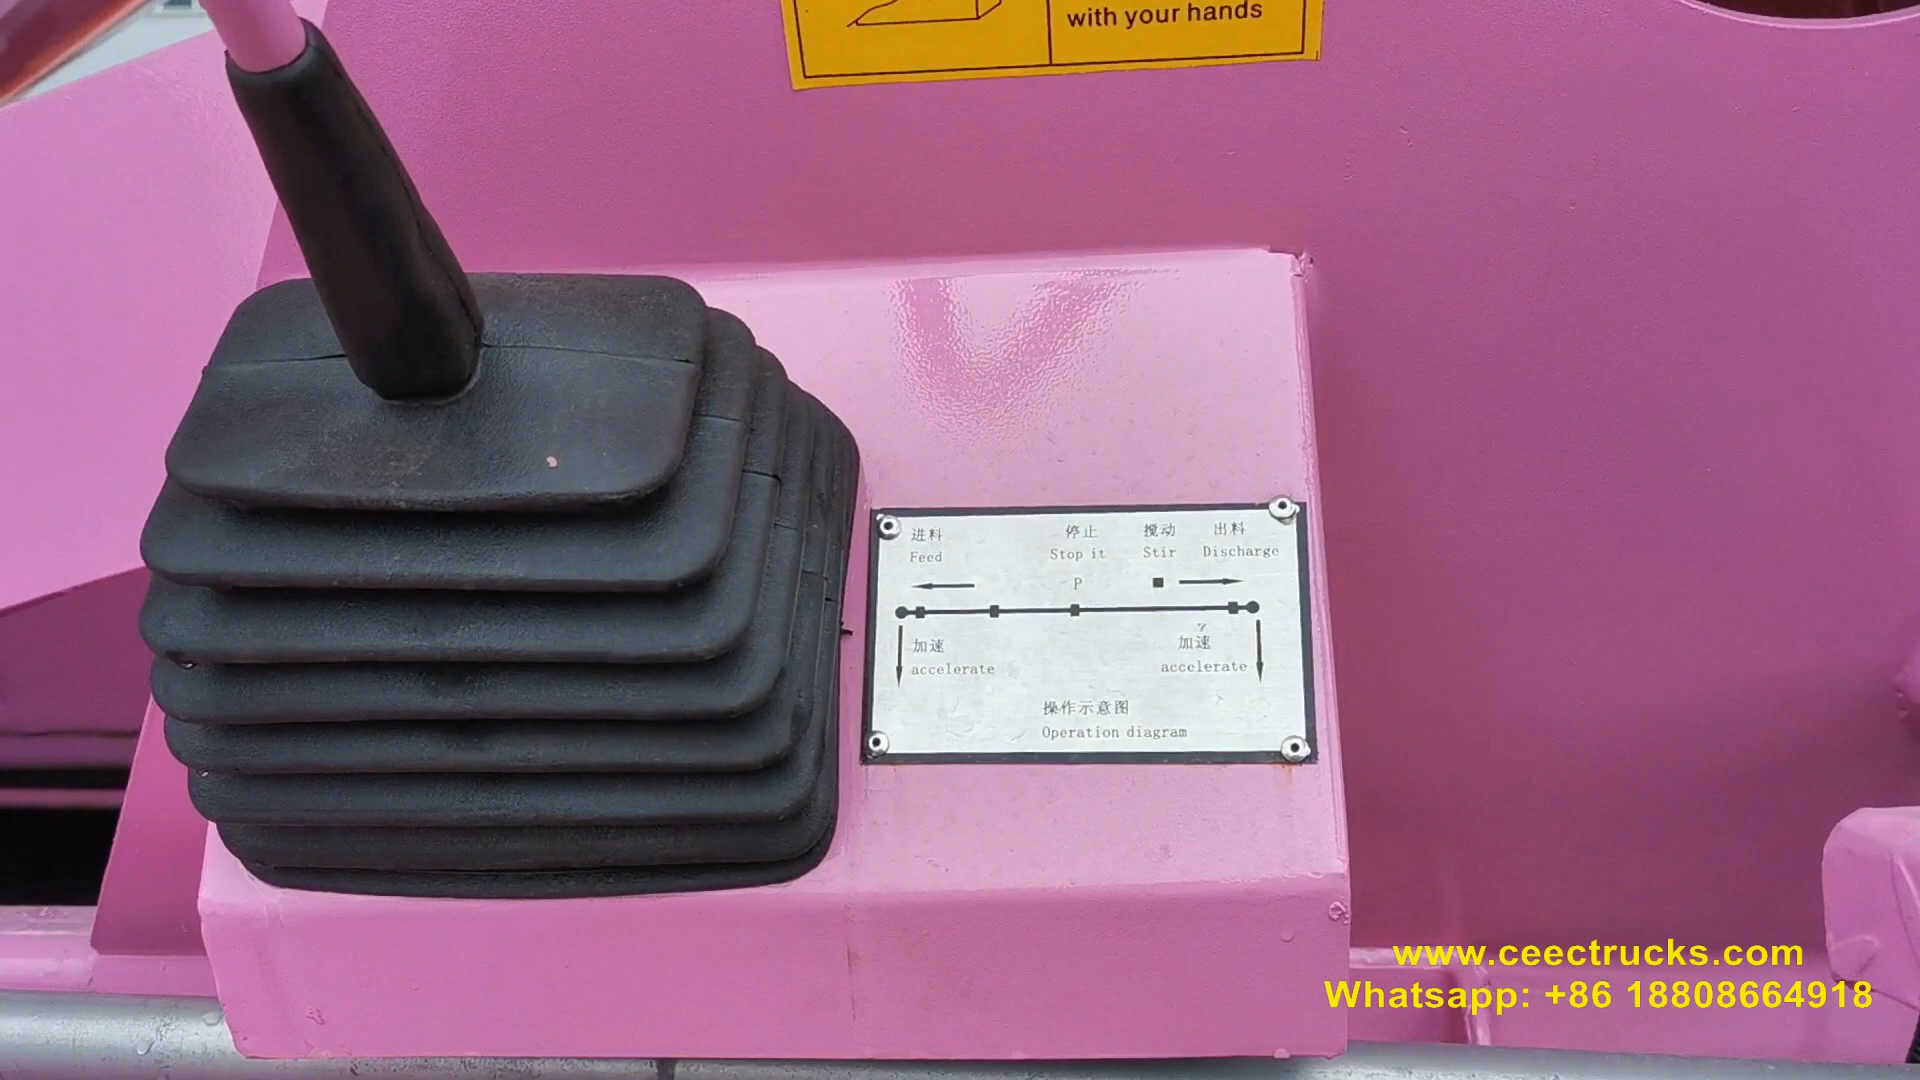 with your hands
进料 停止 搅动 出料
Feed Stop it Stir Discharge
P
加速 加速
accelerate accelerate
操作示意图
Operation diagram
www.ceectrucks.com
Whatsapp: +86 18808664918